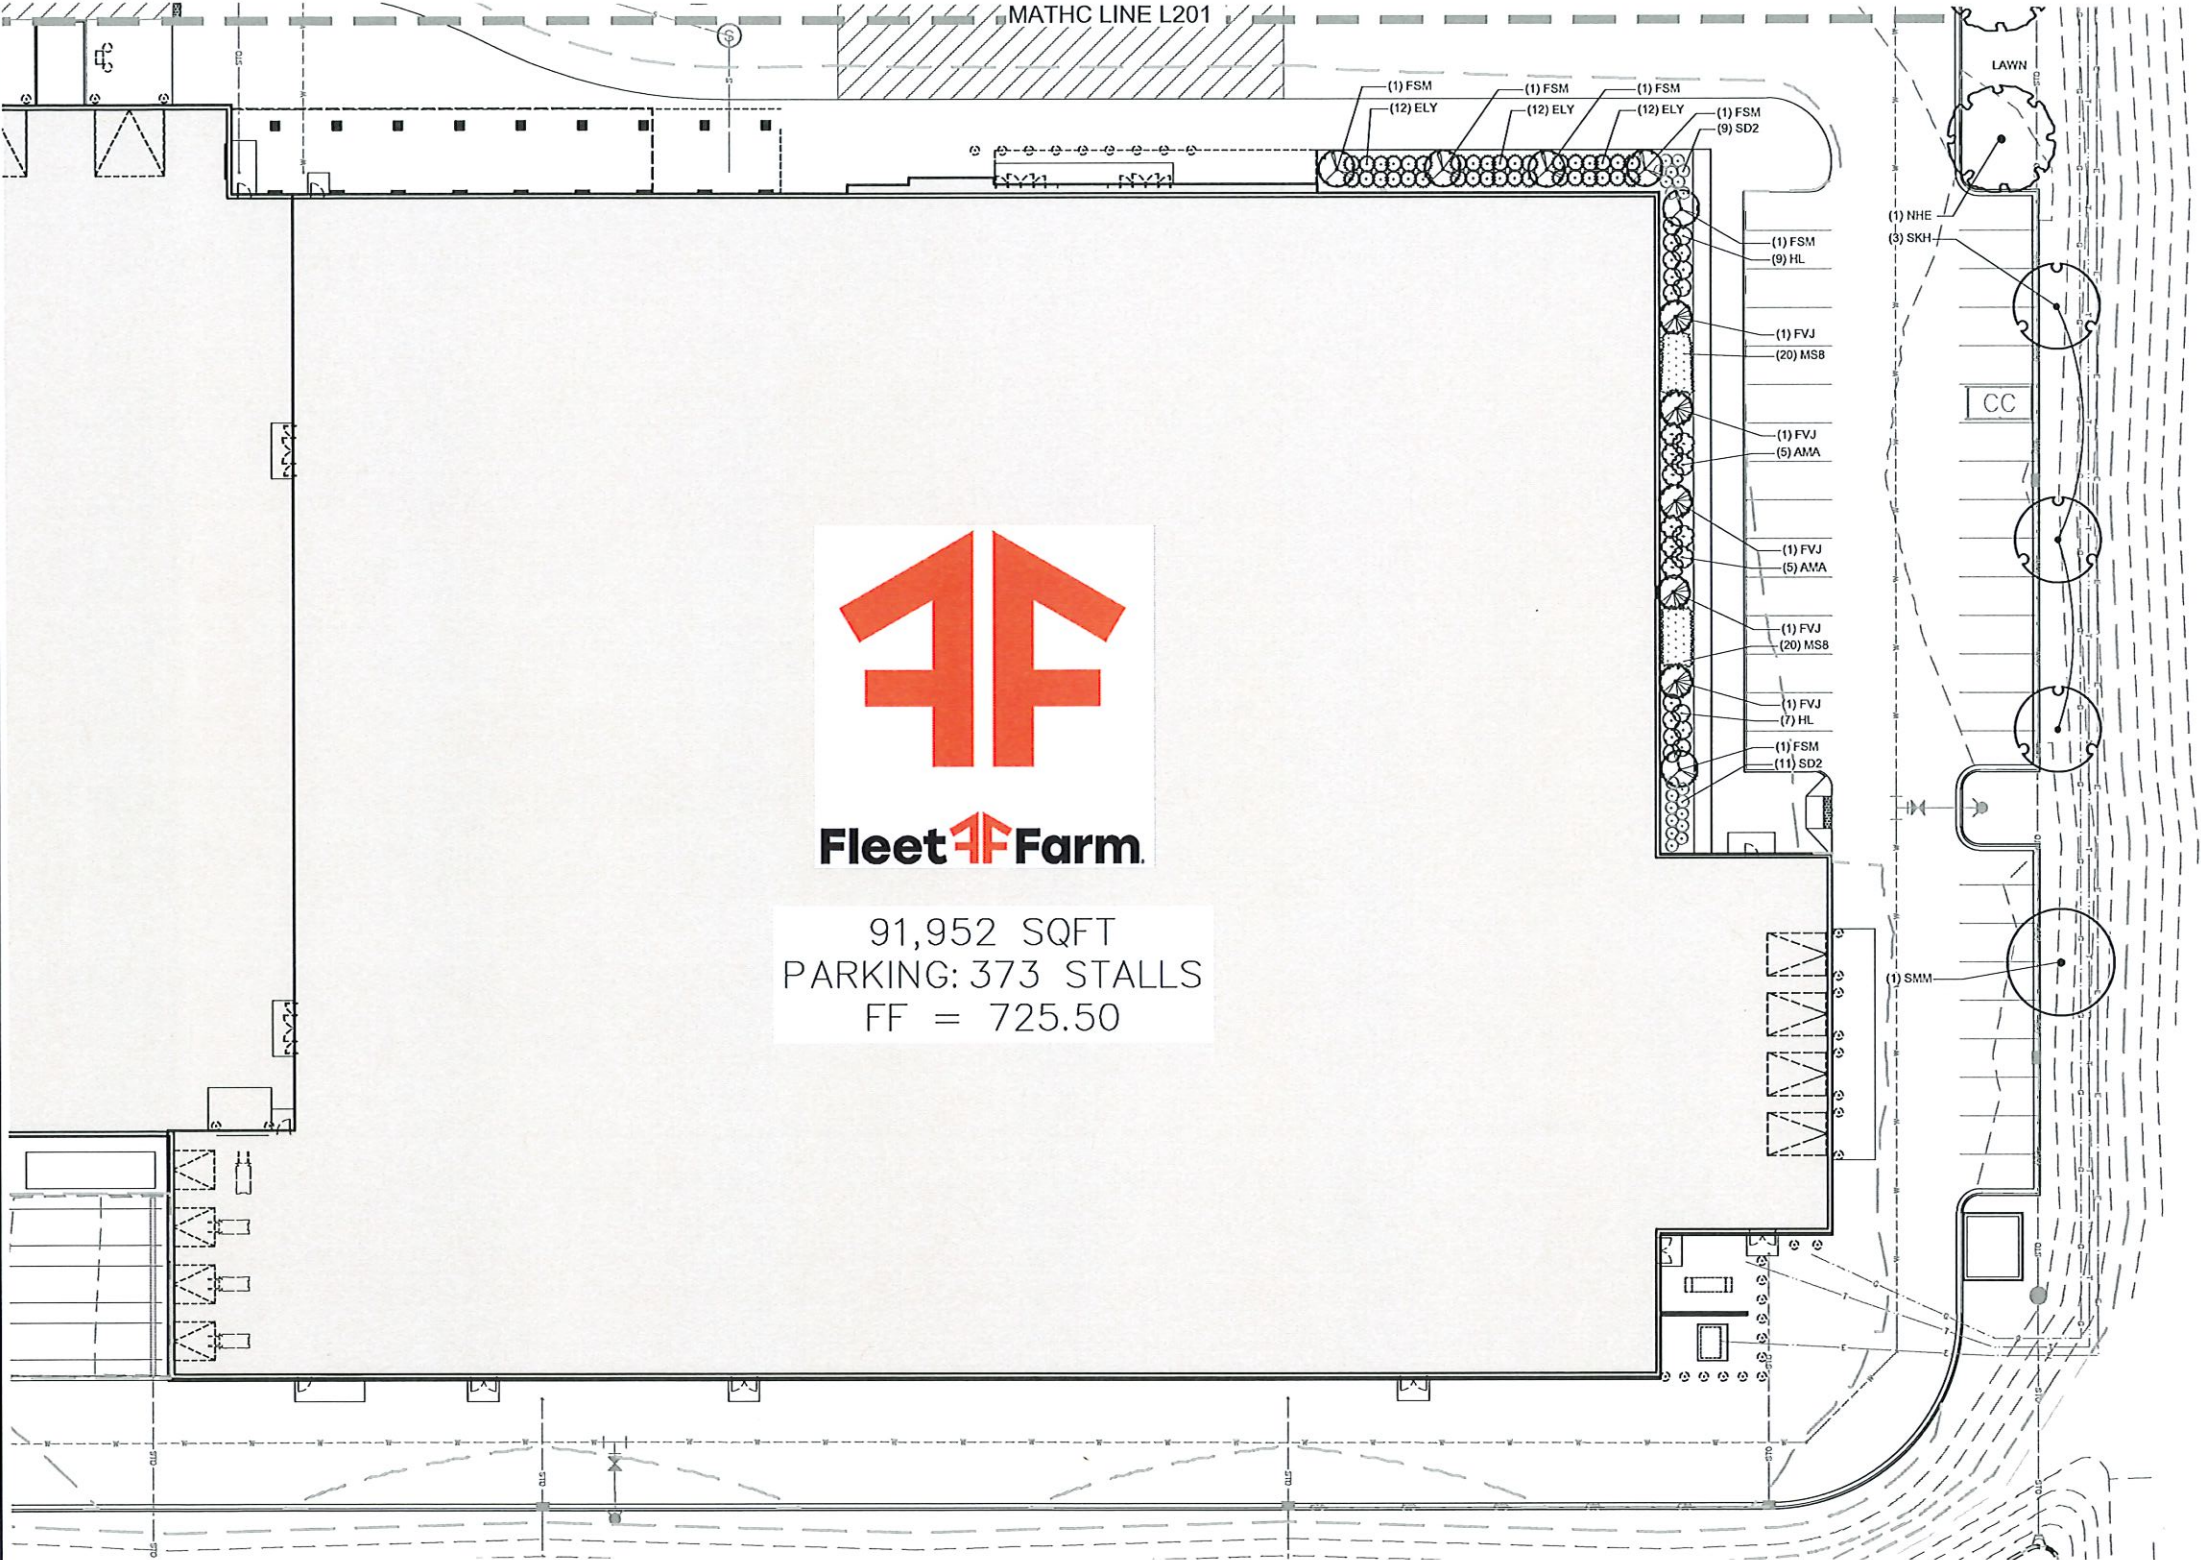 MATHC LINE L201
LAWN
(1) FSM
(12) ELY
(1) FSM
(12) ELY
(1) FSM
(12) ELY
(1) FSM
(9) SD2
(1) NHE
(3) SKH
(1) FSM
(9) HL
(1) FVJ
(20) MS8
CC
(1) FVJ
(5) AMA
(1) FVJ
(5) AMA
(1) FVJ
(20) MS8
(1) FVJ
(7) HL
(1) FSM
(11) SD2
Fleet Farm.
91,952 SQFT
PARKING: 373 STALLS
FF = 725.50
(1) SMM